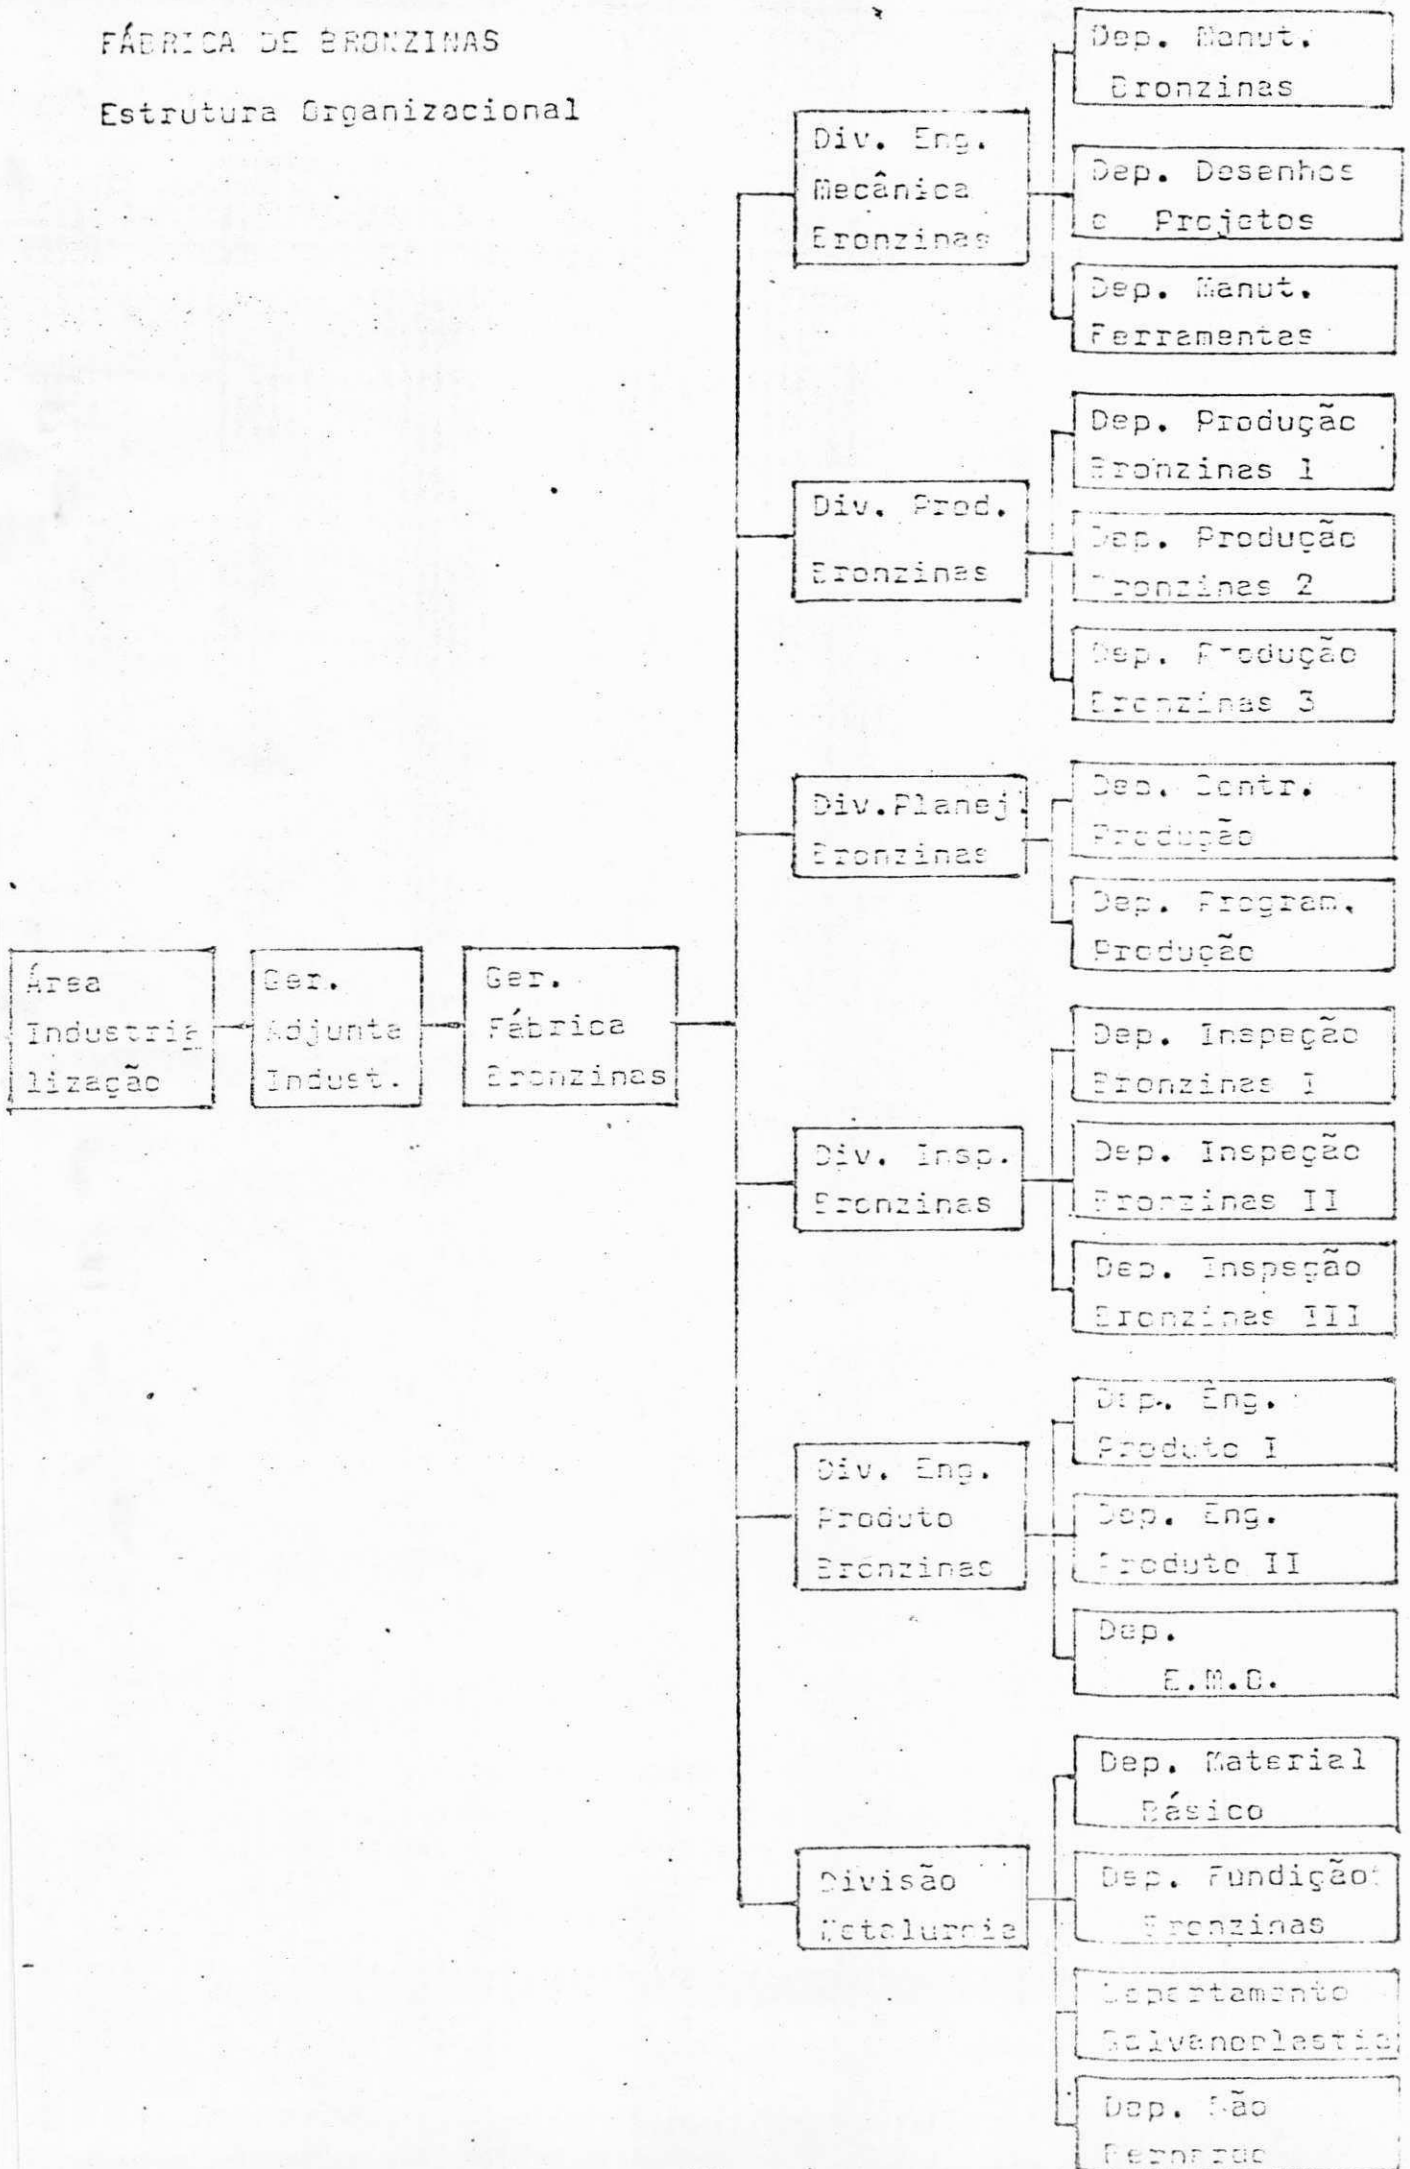 FÁBRICA DE BRONZINAS
Estrutura Organizacional
Área
Industria
lização
Ger.
Adjunta
Indust.
Ger.
Fábrica
Bronzinas
Div. Eng.
Mecânica
Bronzinas
Dep. Manut.
Bronzinas
Dep. Desenhos
e Projetos
Dep. Manut.
Ferramentas
Div. Prod.
Bronzinas
Dep. Produção
Bronzinas 1
Dep. Produção
Bronzinas 2
Dep. Produção
Bronzinas 3
Div.Planej.
Bronzinas
Dep. Contr.
Produção
Dep. Program.
Produção
Div. Insp.
Bronzinas
Dep. Inspeção
Bronzinas I
Dep. Inspeção
Bronzinas II
Dep. Inspeção
Bronzinas III
Div. Eng.
Produto
Bronzinas
Dep. Eng.
Produto I
Dep. Eng.
Produto II
Dep.
Divisão
Metalurgia
Dep. Material
Básico
Dep. Fundição
Bronzinas
Departamento
Galvanoplastia
Dep. São
Bernardo